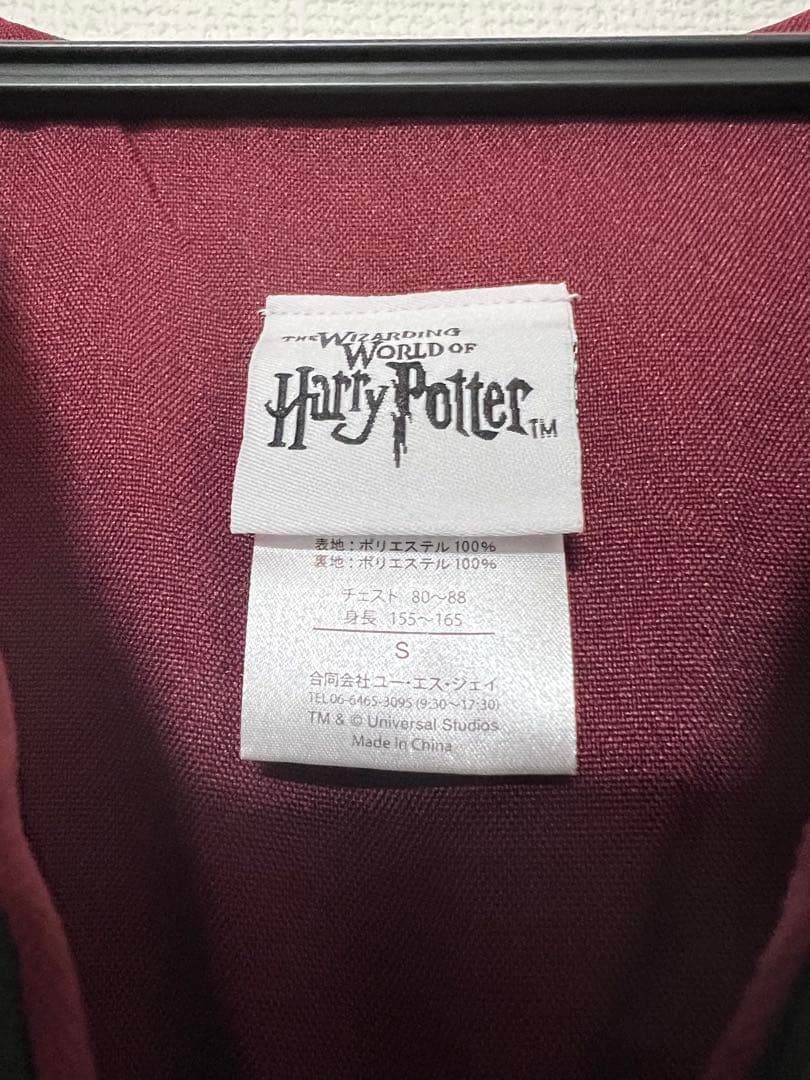 THE WIZARDING
WORLD OF
Harry Potter TM
表地：ポリエステル 100%
裏地：ポリエステル 100%
チェスト 80～88
身長 155～165
S
合同会社 ユー・エス・ジェイ
TEL 06-6465-3095 (9:30～17:30)
TM & © Universal Studios
Made in China